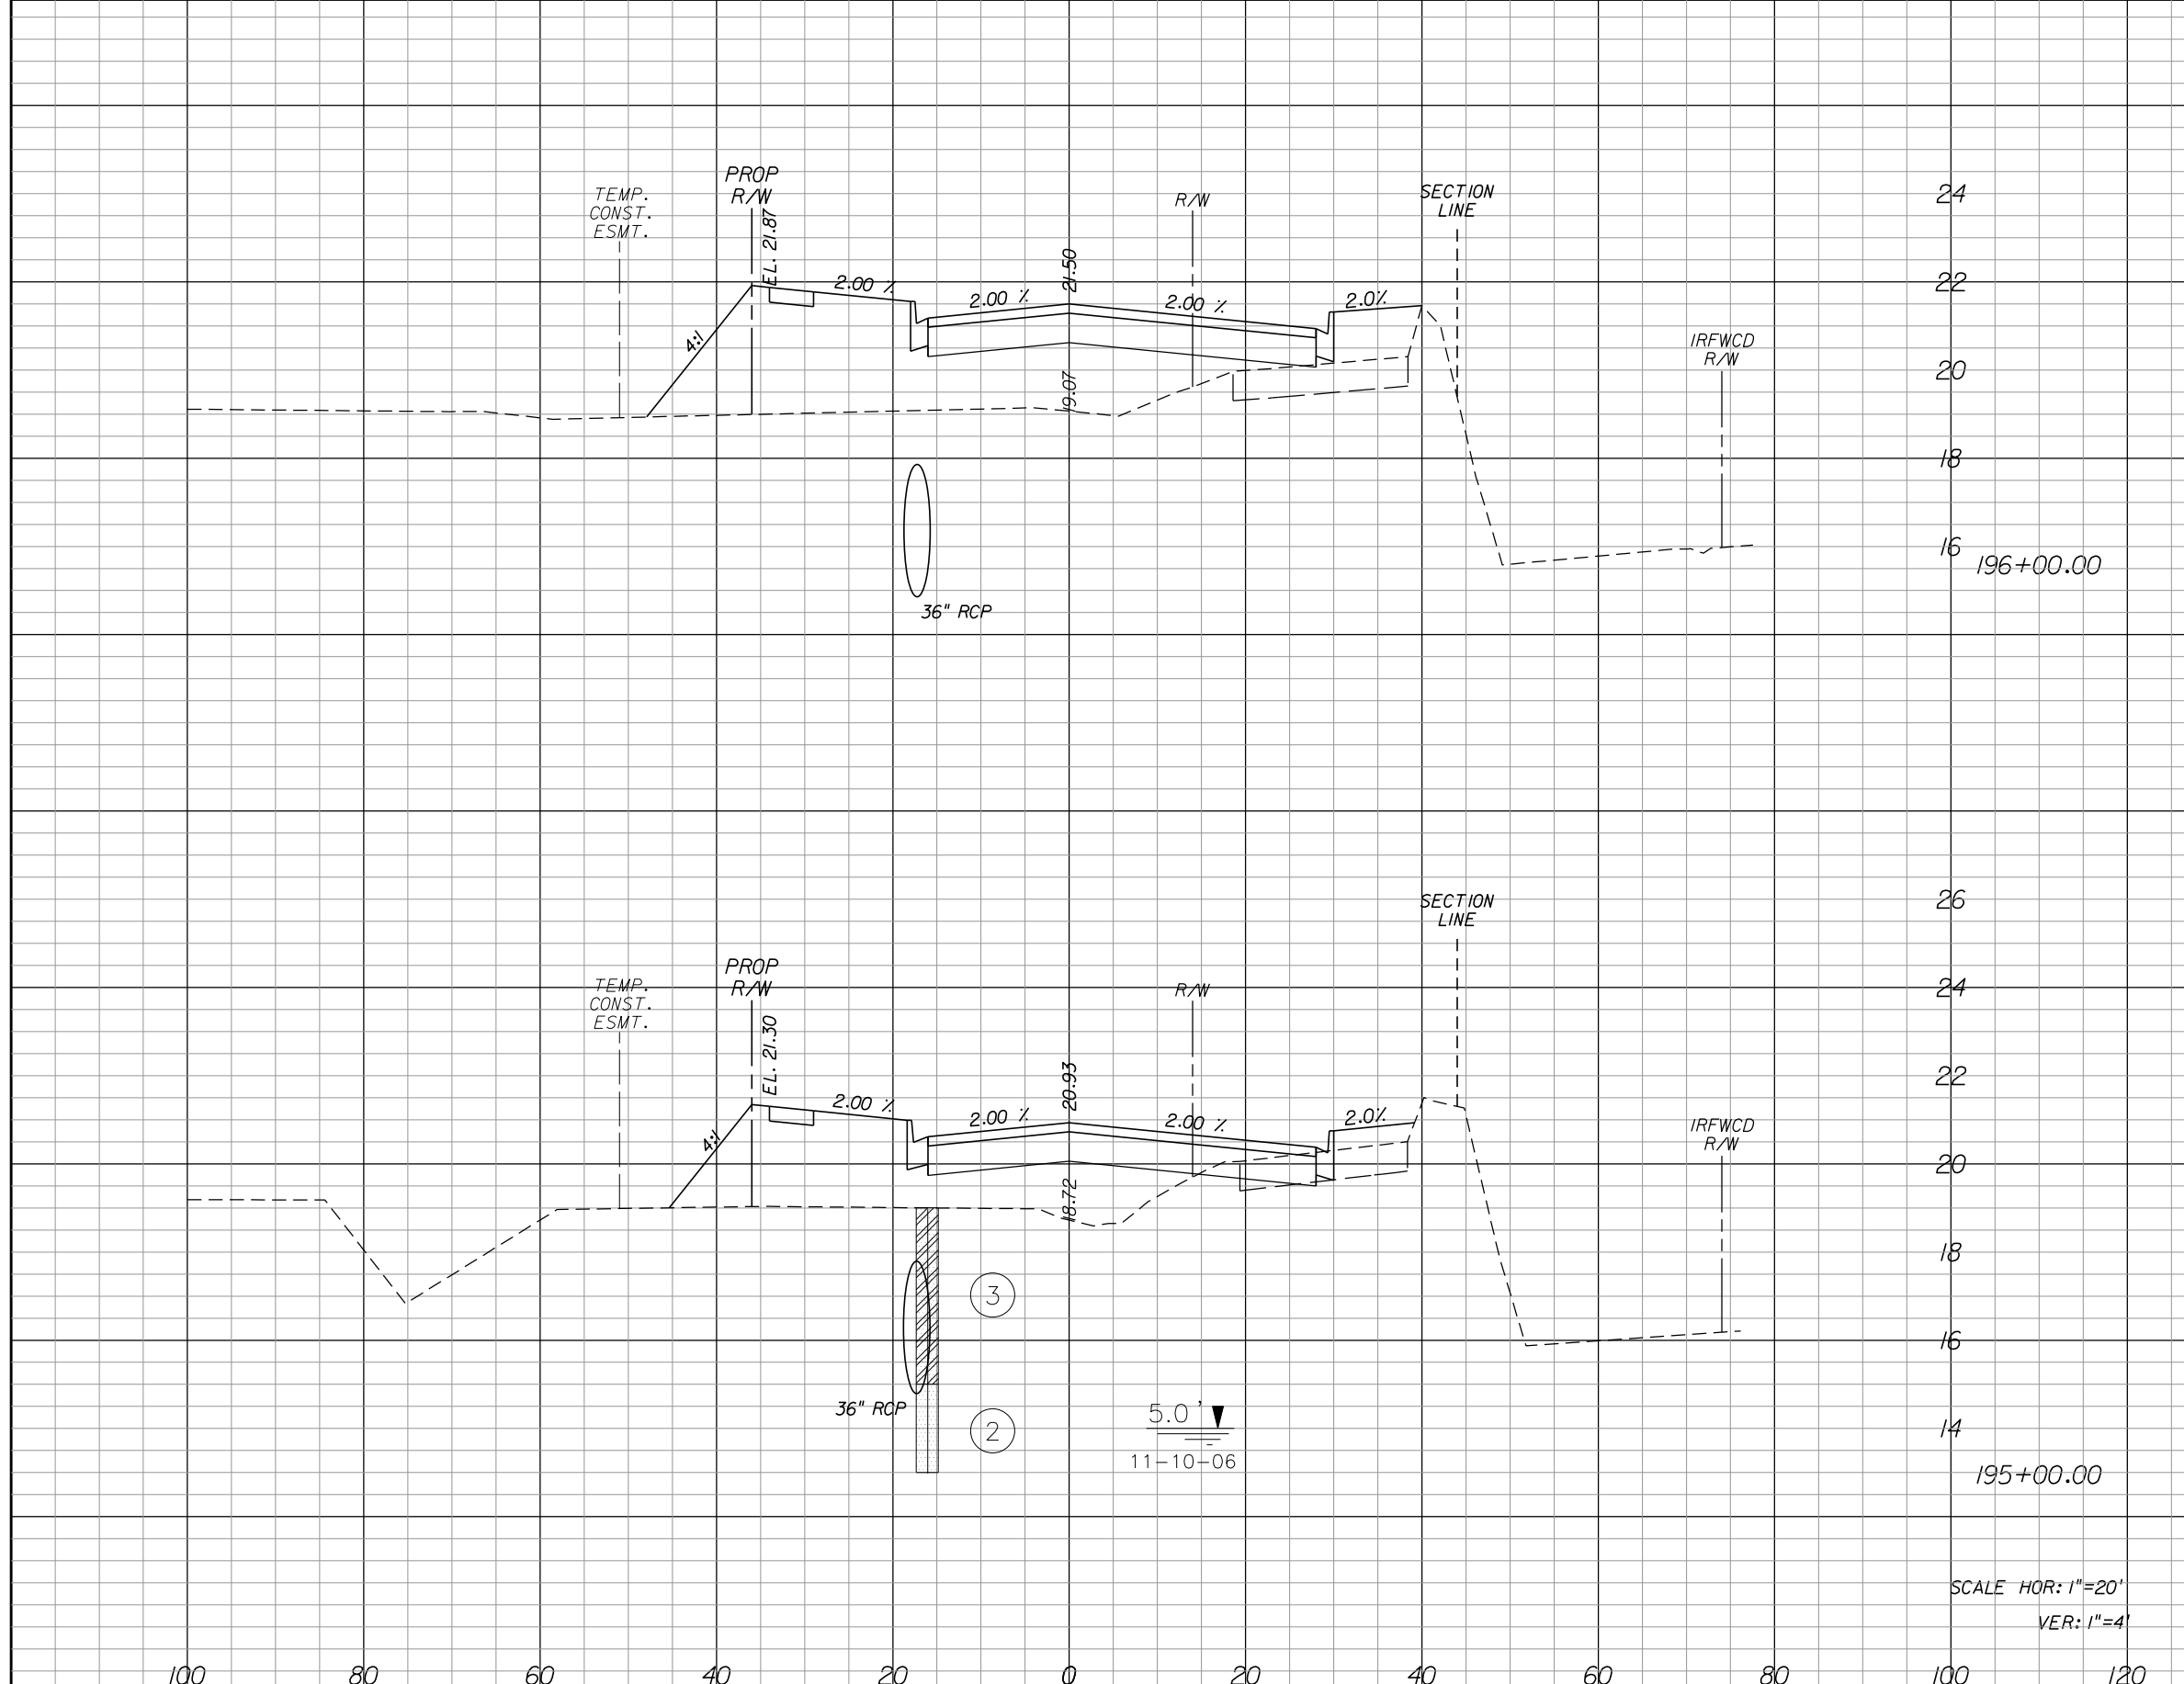 PROP
R/W
TEMP.
CONST.
ESMT.
EL. 21.87
R/W
SECTION
LINE
24
2.00 %
2.00 %
21.50
2.00 %
2.0%
22
4:1
IRFWCD
R/W
20
19.07
18
16
196+00.00
36" RCP
SECTION
LINE
26
PROP
R/W
TEMP.
CONST.
ESMT.
EL. 21.30
R/W
24
22
2.00 %
2.00 %
20.93
2.00 %
2.0%
4:1
IRFWCD
R/W
20
18.72
18
3
16
36" RCP
2
5.0 '
11-10-06
14
195+00.00
SCALE HOR: 1"=20'
VER: 1"=4'
100 80 60 40 20 0 20 40 60 80 100 120